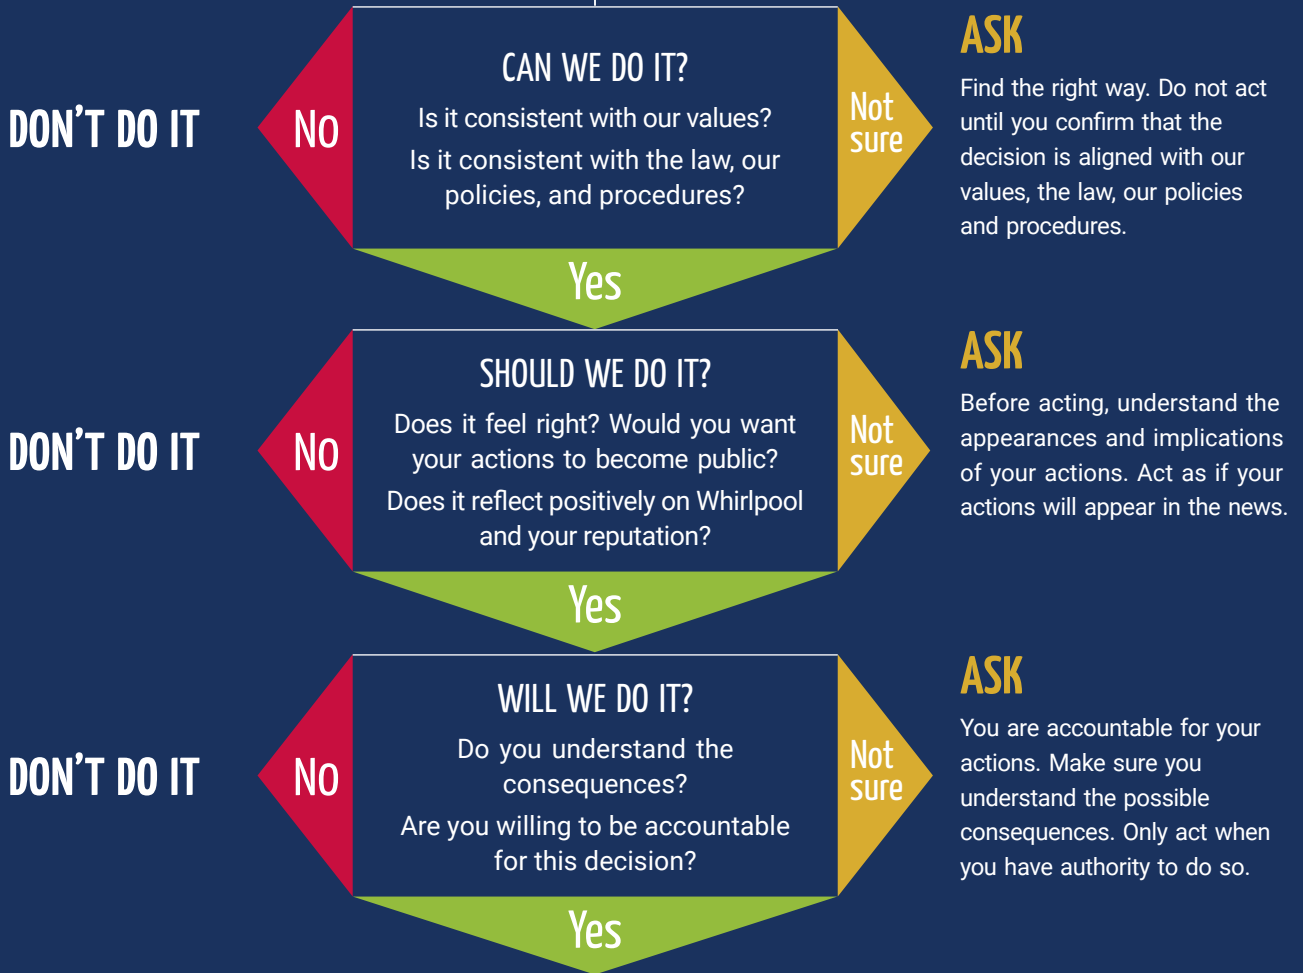 CAN WE DO IT?
Is it consistent with our values?
Is it consistent with the law, our
policies, and procedures?
DON'T DO IT
No
Not
sure
ASK
Find the right way. Do not act
until you confirm that the
decision is aligned with our
values, the law, our policies
and procedures.
Yes
SHOULD WE DO IT?
Does it feel right? Would you want
your actions to become public?
Does it reflect positively on Whirlpool
and your reputation?
DON'T DO IT
No
Not
sure
ASK
Before acting, understand the
appearances and implications
of your actions. Act as if your
actions will appear in the news.
Yes
WILL WE DO IT?
Do you understand the
consequences?
Are you willing to be accountable
for this decision?
DON'T DO IT
No
Not
sure
ASK
You are accountable for your
actions. Make sure you
understand the possible
consequences. Only act when
you have authority to do so.
Yes